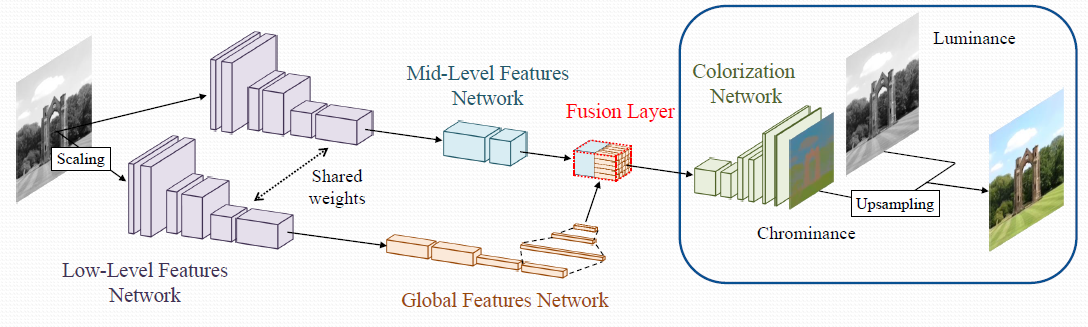 Scaling
Low-Level Features
Network
Shared
weights
Mid-Level Features
Network
Global Features Network
Fusion Layer
Colorization
Network
Chrominance
Luminance
Upsampling